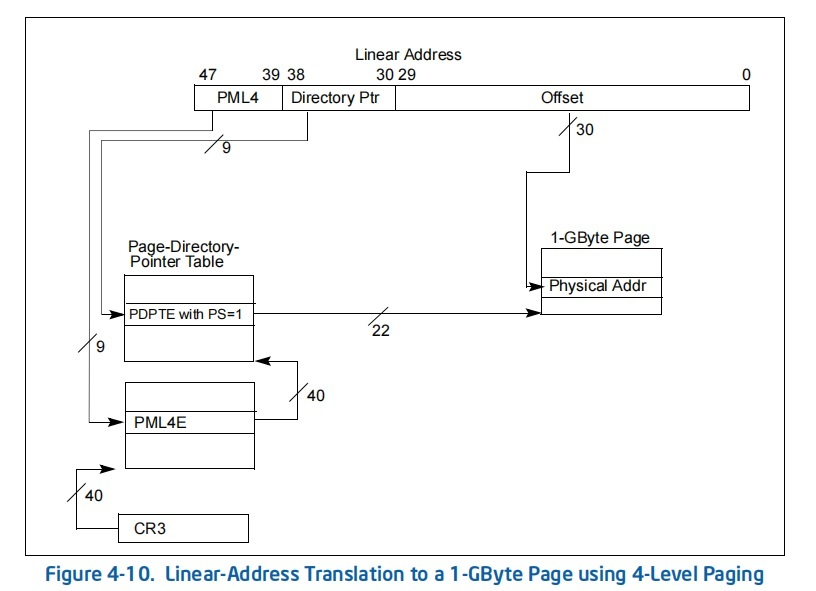 Linear Address
47 39 38 30 29 0
PML4 Directory Ptr Offset
9
30
Page-Directory-
Pointer Table
1-GByte Page
PDPTE with PS=1
Physical Addr
22
9
40
PML4E
40
CR3
Figure 4-10. Linear-Address Translation to a 1-GByte Page using 4-Level Paging